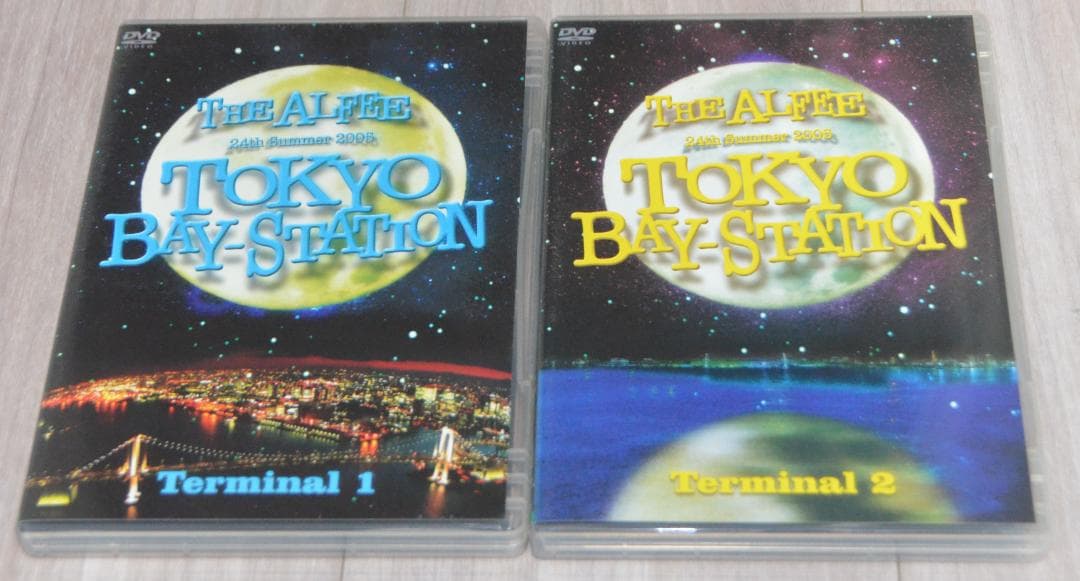 DVD
VIDEO
THE ALFEE
24th Summer 2005
TOKYO
BAY-STATION
Terminal 1
DVD
VIDEO
THE ALFEE
24th Summer 2005
TOKYO
BAY-STATION
Terminal 2